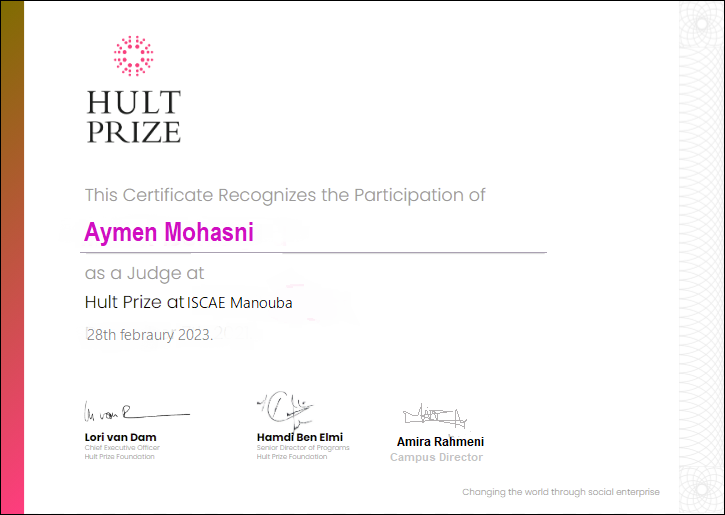 HULT
PRIZE
This Certificate Recognizes the Participation of
Aymen Mohasni
as a Judge at
Hult Prize at ISCAE Manouba
28th febraury 2023.
Lori van Dam
Chief Executive Officer
Hult Prize Foundation
Hamdi Ben Elmi
Senior Director of Programs
Hult Prize Foundation
Amira Rahmeni
Campus Director
Changing the world through social enterprise